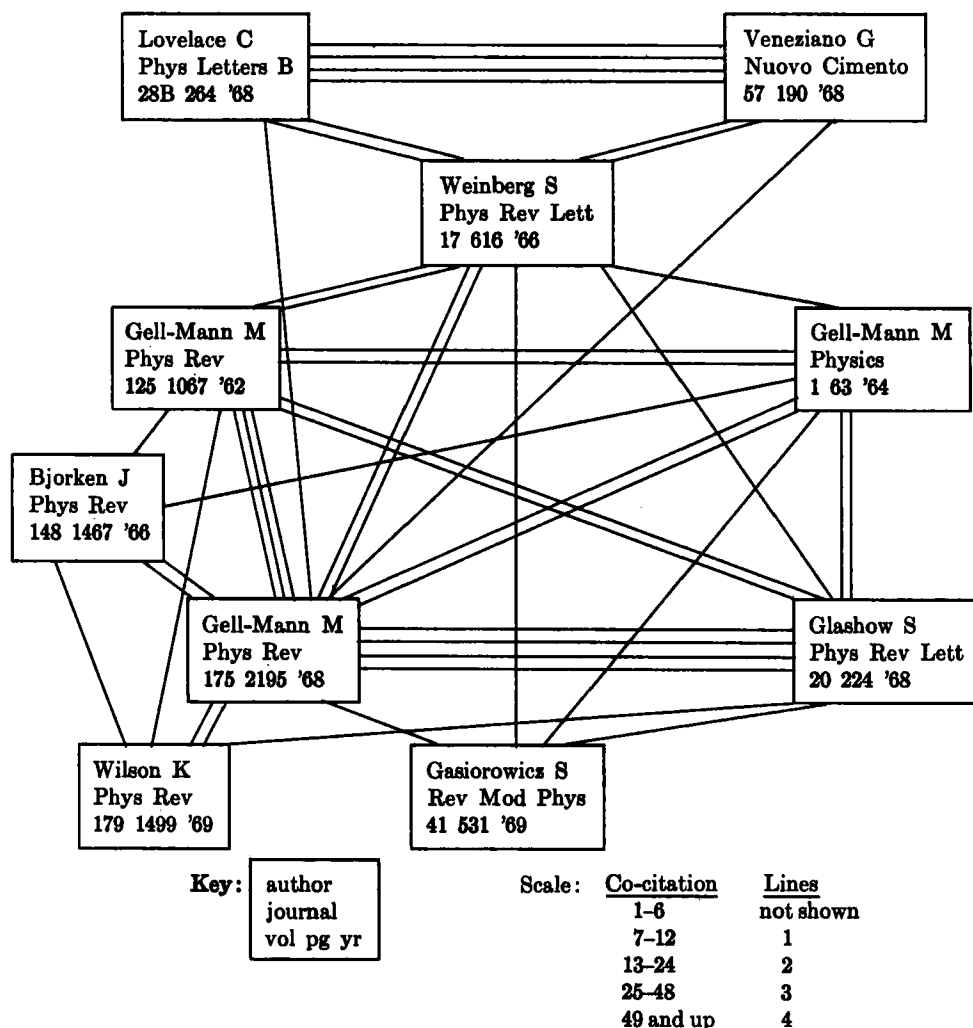 Lovelace C
Phys Letters B
28B 264 '68
Veneziano G
Nuovo Cimento
57 190 '68
Weinberg S
Phys Rev Lett
17 616 '66
Gell-Mann M
Phys Rev
125 1067 '62
Gell-Mann M
Physics
1 63 '64
Bjorken J
Phys Rev
148 1467 '66
Gell-Mann M
Phys Rev
175 2195 '68
Glashow S
Phys Rev Lett
20 224 '68
Wilson K
Phys Rev
179 1499 '69
Gasiorowicz S
Rev Mod Phys
41 531 '69
Key:
author
journal
vol pg yr
Scale: Co-citation Lines
1–6 not shown
7–12 1
13–24 2
25–48 3
49 and up 4